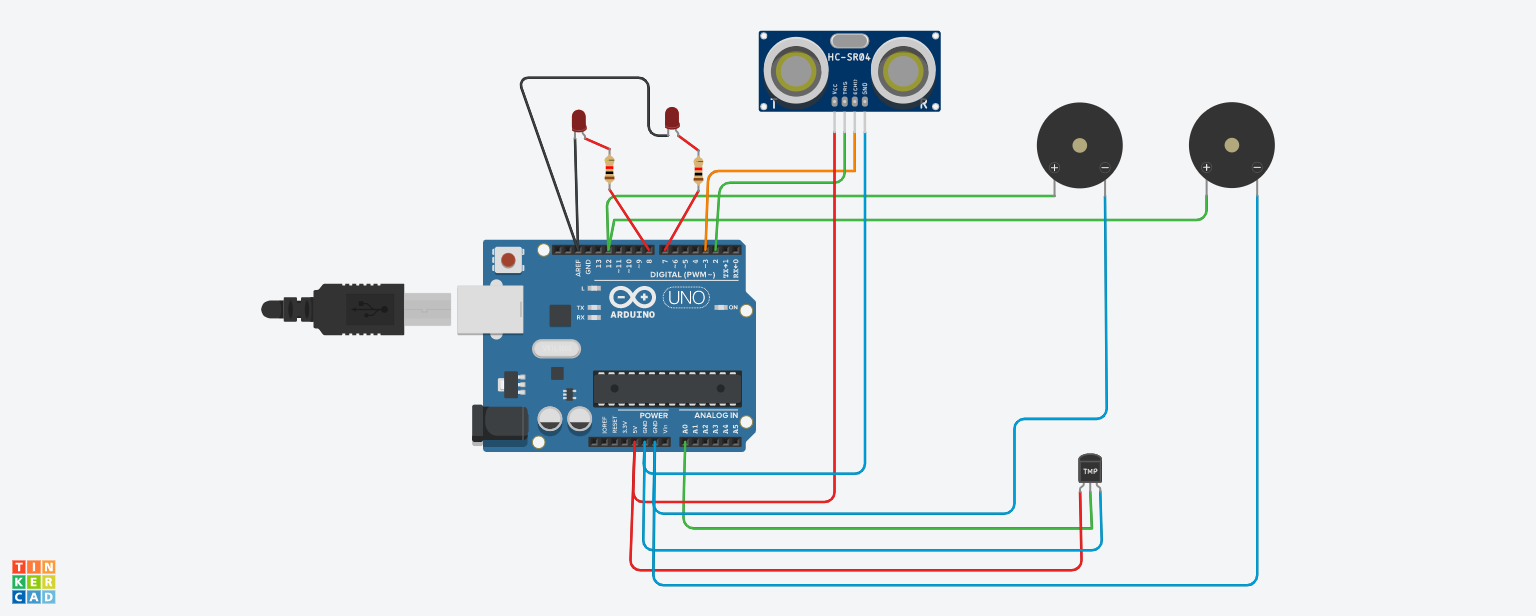 HC-SR04
VCC
TRIG
ECHO
GND
T
R
+
−
+
−
AREF
GND
13
12
~11
~10
~9
8
7
~6
~5
4
~3
2
TX→1
RX←0
DIGITAL (PWM~)
L
TX
RX
UNO
ARDUINO
ON
POWER
ANALOG IN
IOREF
RESET
3.3V
5V
GND
GND
Vin
A0
A1
A2
A3
A4
A5
TMP
TIN
KER
CAD